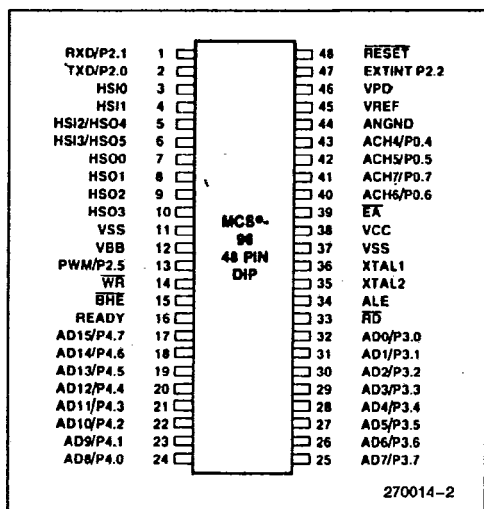 RXD/P2.1 1 48 RESET
TXD/P2.0 2 47 EXTINT P2.2
HSI0 3 46 VPD
HSI1 4 45 VREF
HSI2/HSO4 5 44 ANGND
HSI3/HSO5 6 43 ACH4/P0.4
HSO0 7 42 ACH5/P0.5
HSO1 8 41 ACH7/P0.7
HSO2 9 40 ACH6/P0.6
HSO3 10 39 EA
VSS 11 38 VCC
VBB 12 37 VSS
PWM/P2.5 13 36 XTAL1
WR 14 35 XTAL2
BHE 15 34 ALE
READY 16 33 RD
AD15/P4.7 17 32 AD0/P3.0
AD14/P4.6 18 31 AD1/P3.1
AD13/P4.5 19 30 AD2/P3.2
AD12/P4.4 20 29 AD3/P3.3
AD11/P4.3 21 28 AD4/P3.4
AD10/P4.2 22 27 AD5/P3.5
AD9/P4.1 23 26 AD6/P3.6
AD8/P4.0 24 25 AD7/P3.7
MCS®-
96
48 PIN
DIP
270014-2